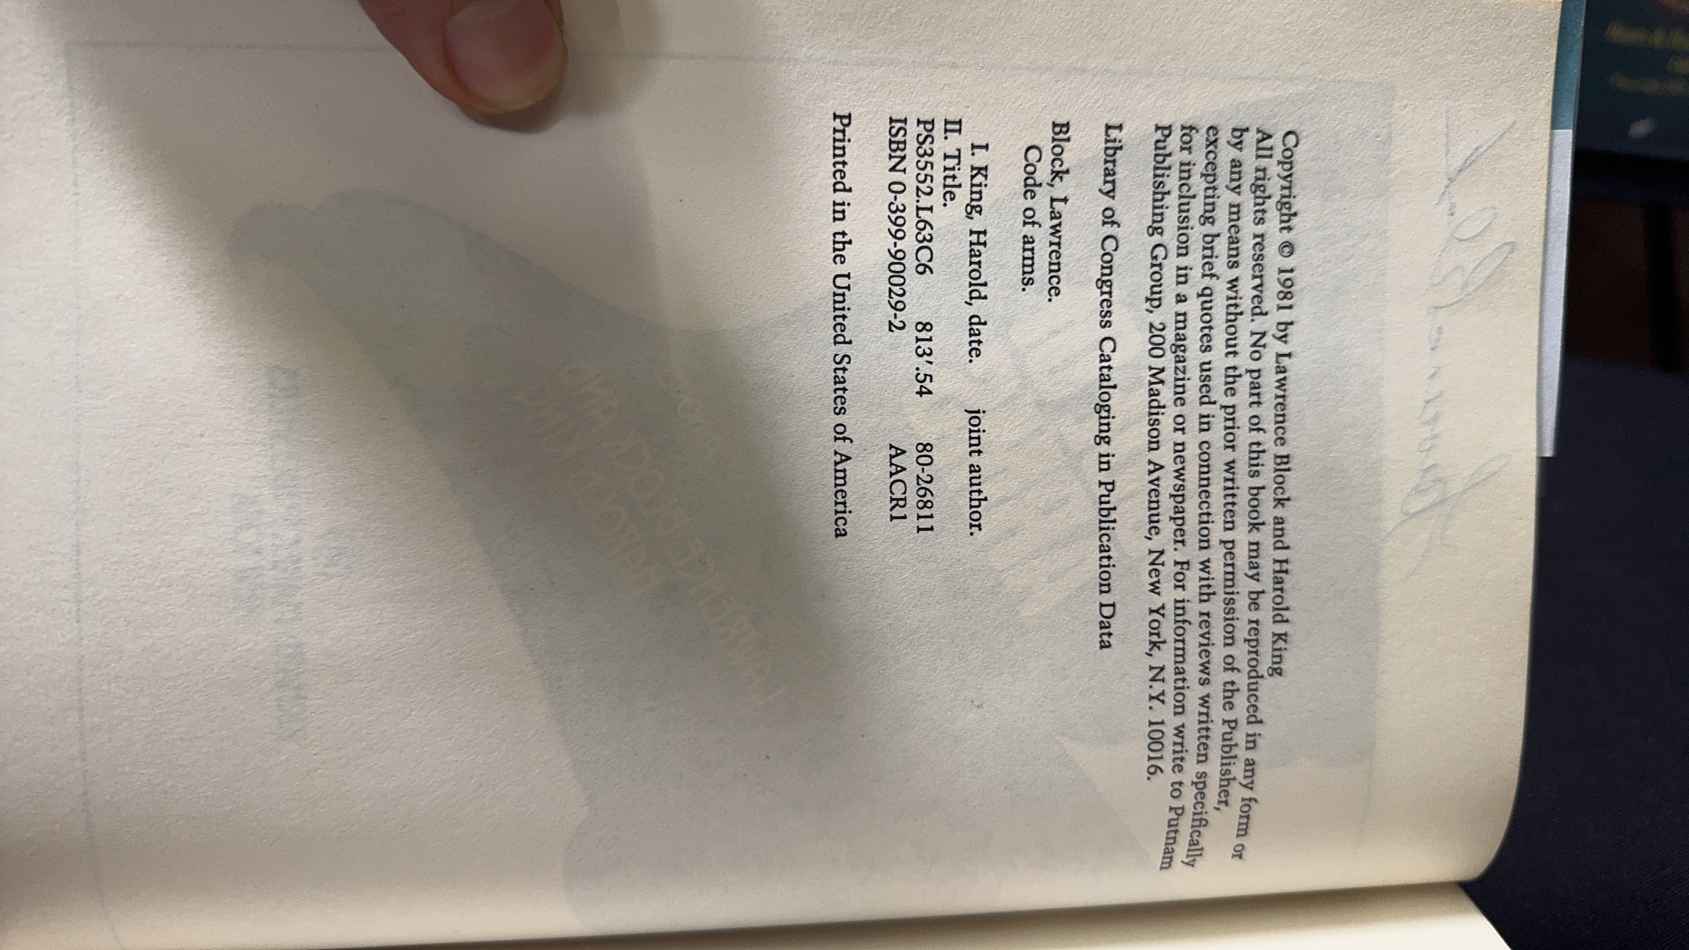 Copyright © 1981 by Lawrence Block and Harold King
All rights reserved. No part of this book may be reproduced in any form or
by any means without the prior written permission of the Publisher,
excepting brief quotes used in connection with reviews written specifically
for inclusion in a magazine or newspaper. For information write to Putnam
Publishing Group, 200 Madison Avenue, New York, N.Y. 10016.
Library of Congress Cataloging in Publication Data
Block, Lawrence.
Code of arms.
I. King, Harold, date. joint author.
II. Title.
PS3552.L63C6 813'.54 80-26811
ISBN 0-399-90029-2 AACR1
Printed in the United States of America